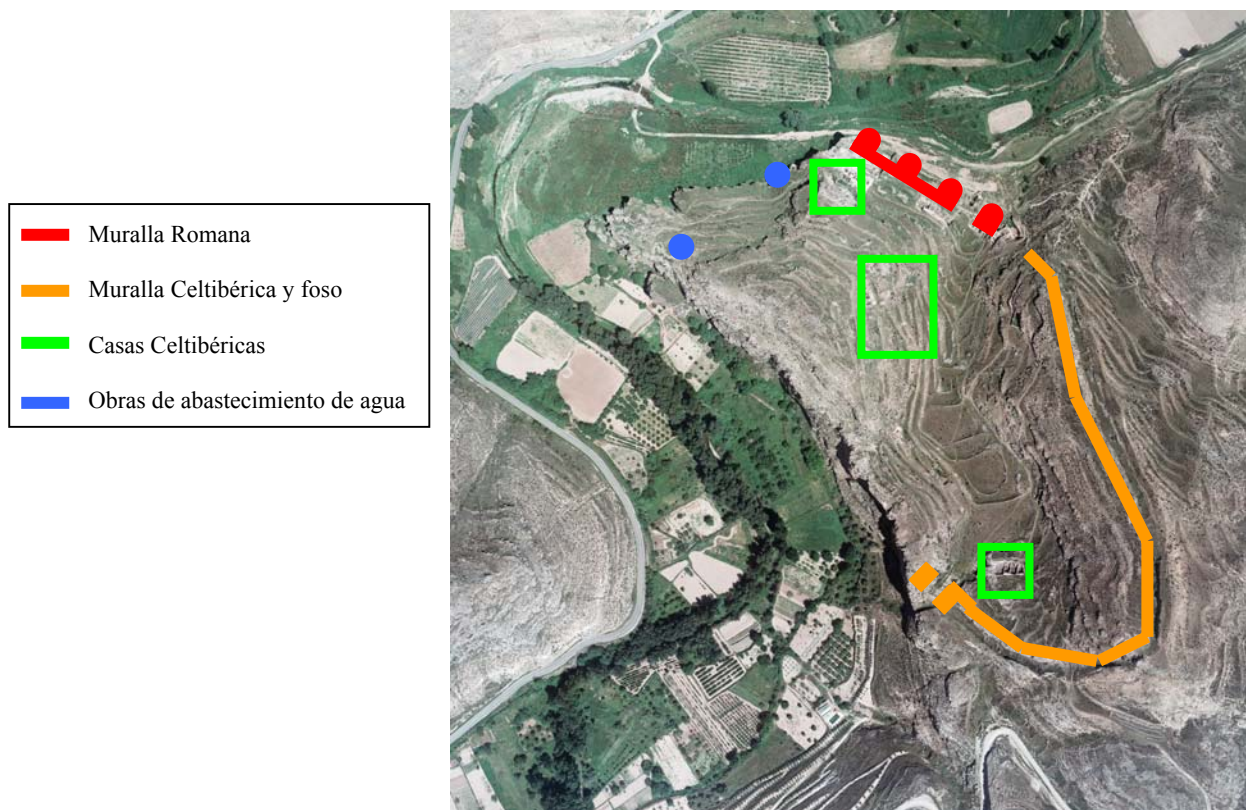 Muralla Romana
Muralla Celtibérica y foso
Casas Celtibéricas
Obras de abastecimiento de agua